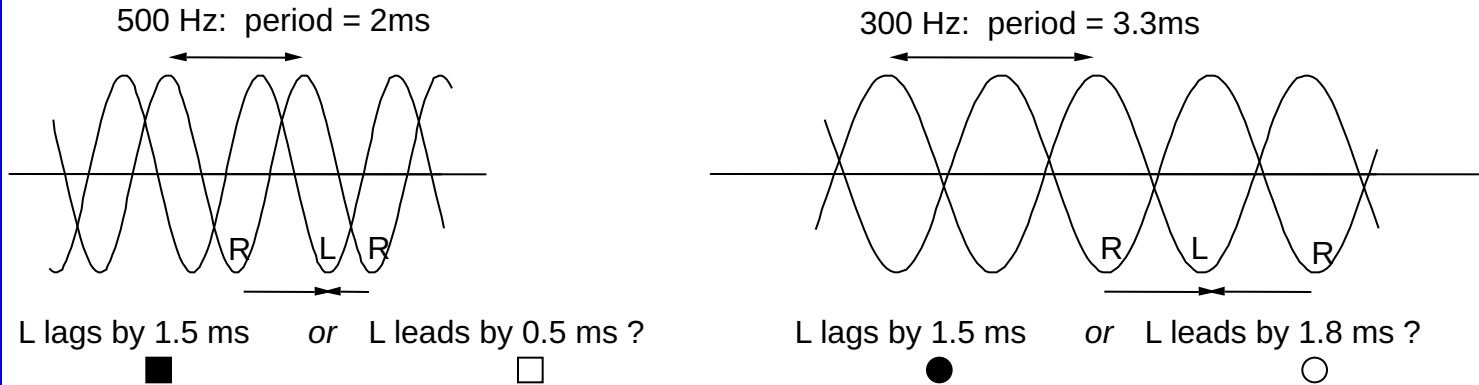 500 Hz:  period = 2ms
R L R
L lags by 1.5 ms or L leads by 0.5 ms ?
300 Hz:  period = 3.3ms
R L R
L lags by 1.5 ms or L leads by 1.8 ms ?